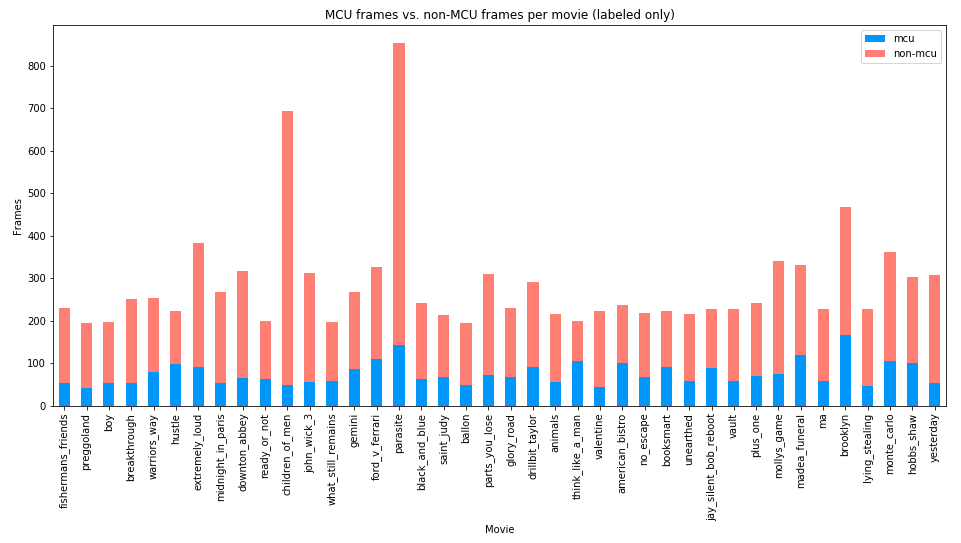 MCU frames vs. non-MCU frames per movie (labeled only)
mcu
non-mcu
Frames
800
700
600
500
400
300
200
100
0
fishermans_friends
preggoland
boy
breakthrough
warriors_way
hustle
extremely_loud
midnight_in_paris
downton_abbey
ready_or_not
children_of_men
john_wick_3
what_still_remains
gemini
ford_v_ferrari
parasite
black_and_blue
saint_judy
ballon
parts_you_lose
glory_road
drillbit_taylor
animals
think_like_a_man
valentine
american_bistro
no_escape
booksmart
unearthed
jay_silent_bob_reboot
vault
plus_one
mollys_game
madea_funeral
ma
brooklyn
lying_stealing
monte_carlo
hobbs_shaw
yesterday
Movie